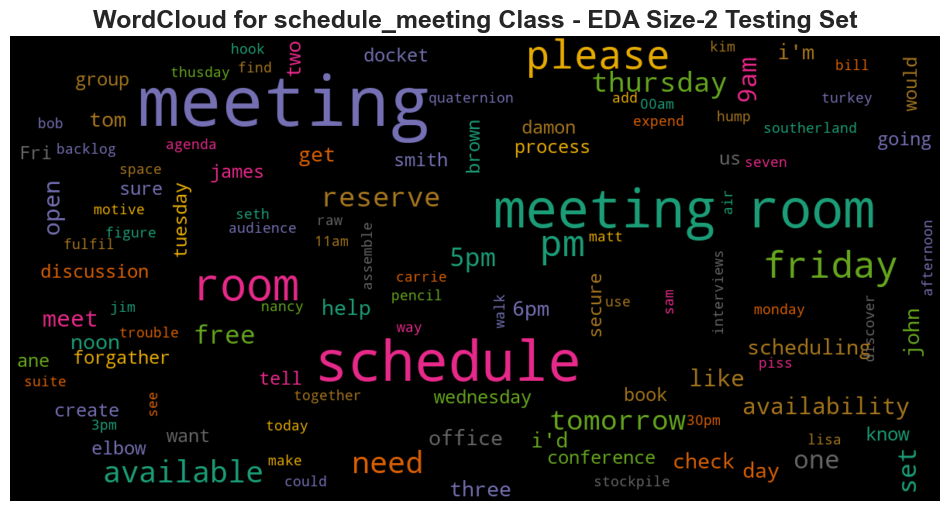 WordCloud for schedule_meeting Class - EDA Size-2 Testing Set
hook
two
docket
please
kim
i'm
thusday
find
thursday
9am
bill
would
group
meeting
quaternion
add
00am
turkey
tom
brown
damon
expend
hump
southerland
going
bob
Fri
backlog
agenda
get
smith
process
us
seven
space
james
reserve
meeting room
air
open
sure
motive
tuesday
seth
audience
raw
11am
pm
matt
figure
fulfil
assemble
5pm
friday
afternoon
discussion
room
carrie
pencil
secure
use
sam
interviews
monday
discover
john
meet
jim
nancy
help
walk
6pm
trouble
free
way
noon
forgather
schedule
scheduling
piss
ane
suite
tell
together
wednesday
book
like
availability
create
see
3pm
want
today
office
i'd
tomorrow
30pm
lisa
know
elbow
make
conference
check
day
one
set
available
could
need
three
stockpile